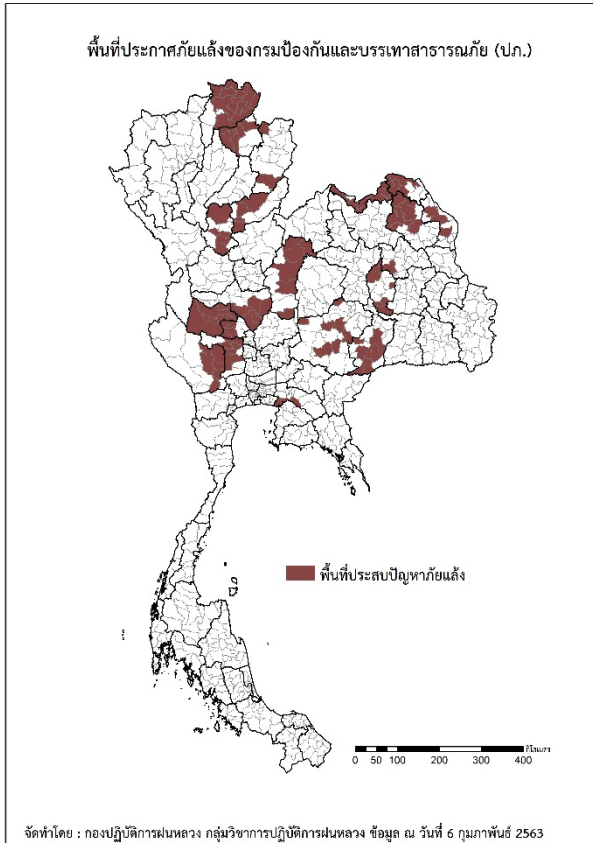 พื้นที่ประกาศภัยแล้งของกรมป้องกันและบรรเทาสาธารณภัย (ปภ.)
พื้นที่ประสบปัญหาภัยแล้ง
กิโลเมตร
0 50 100 200 300 400
จัดทำโดย : กองปฏิบัติการฝนหลวง กลุ่มวิชาการปฏิบัติการฝนหลวง ข้อมูล ณ วันที่ 6 กุมภาพันธ์ 2563